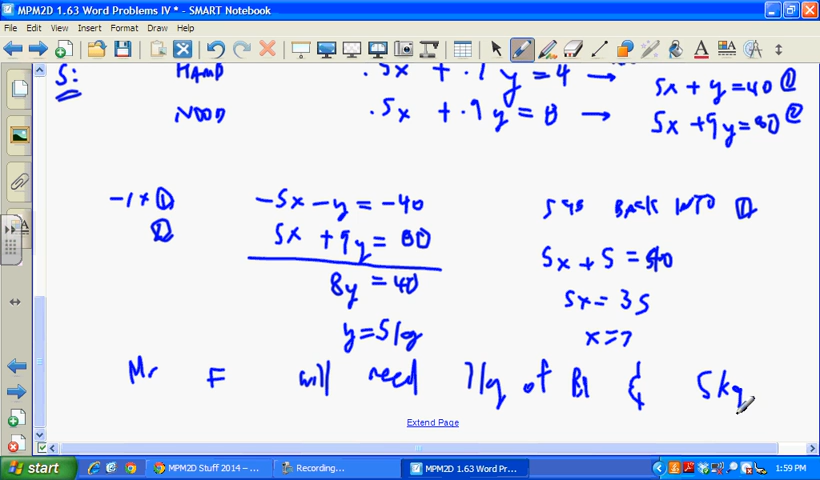 MPM2D 1.63 Word Problems IV * - SMART Notebook
File Edit View Insert Format Draw Help
S:
.5x + .1y = 4 → 5x + y = 40 ①
.5x + .9y = 8 → 5x + 9y = 80 ②
-1 × ① -5x - y = -40 SUB BACK INTO ①
② 5x + 9y = 80 5x + 5 = 40
8y = 40 5x = 35
y = 5 kg x = 7
Mr F will need 7kg of B1 & 5kg
Extend Page
start MPM2D Stuff 2014 – ... Recording... MPM2D 1.63 Word Pr... 1:59 PM